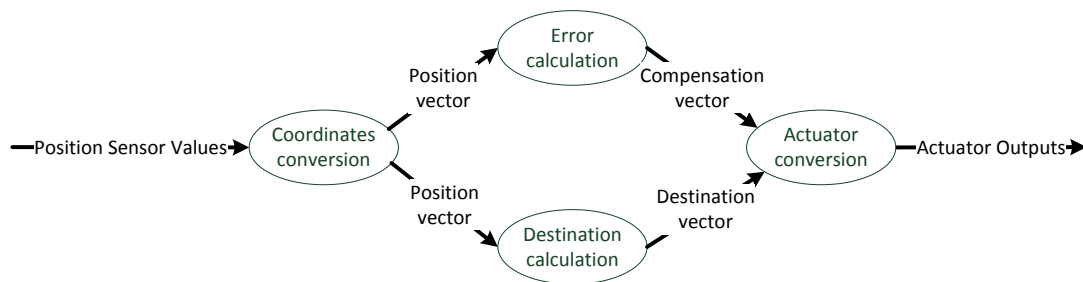 Error
calculation
Position
vector
Compensation
vector
Position Sensor Values
Coordinates
conversion
Actuator
conversion
Actuator Outputs
Position
vector
Destination
vector
Destination
calculation